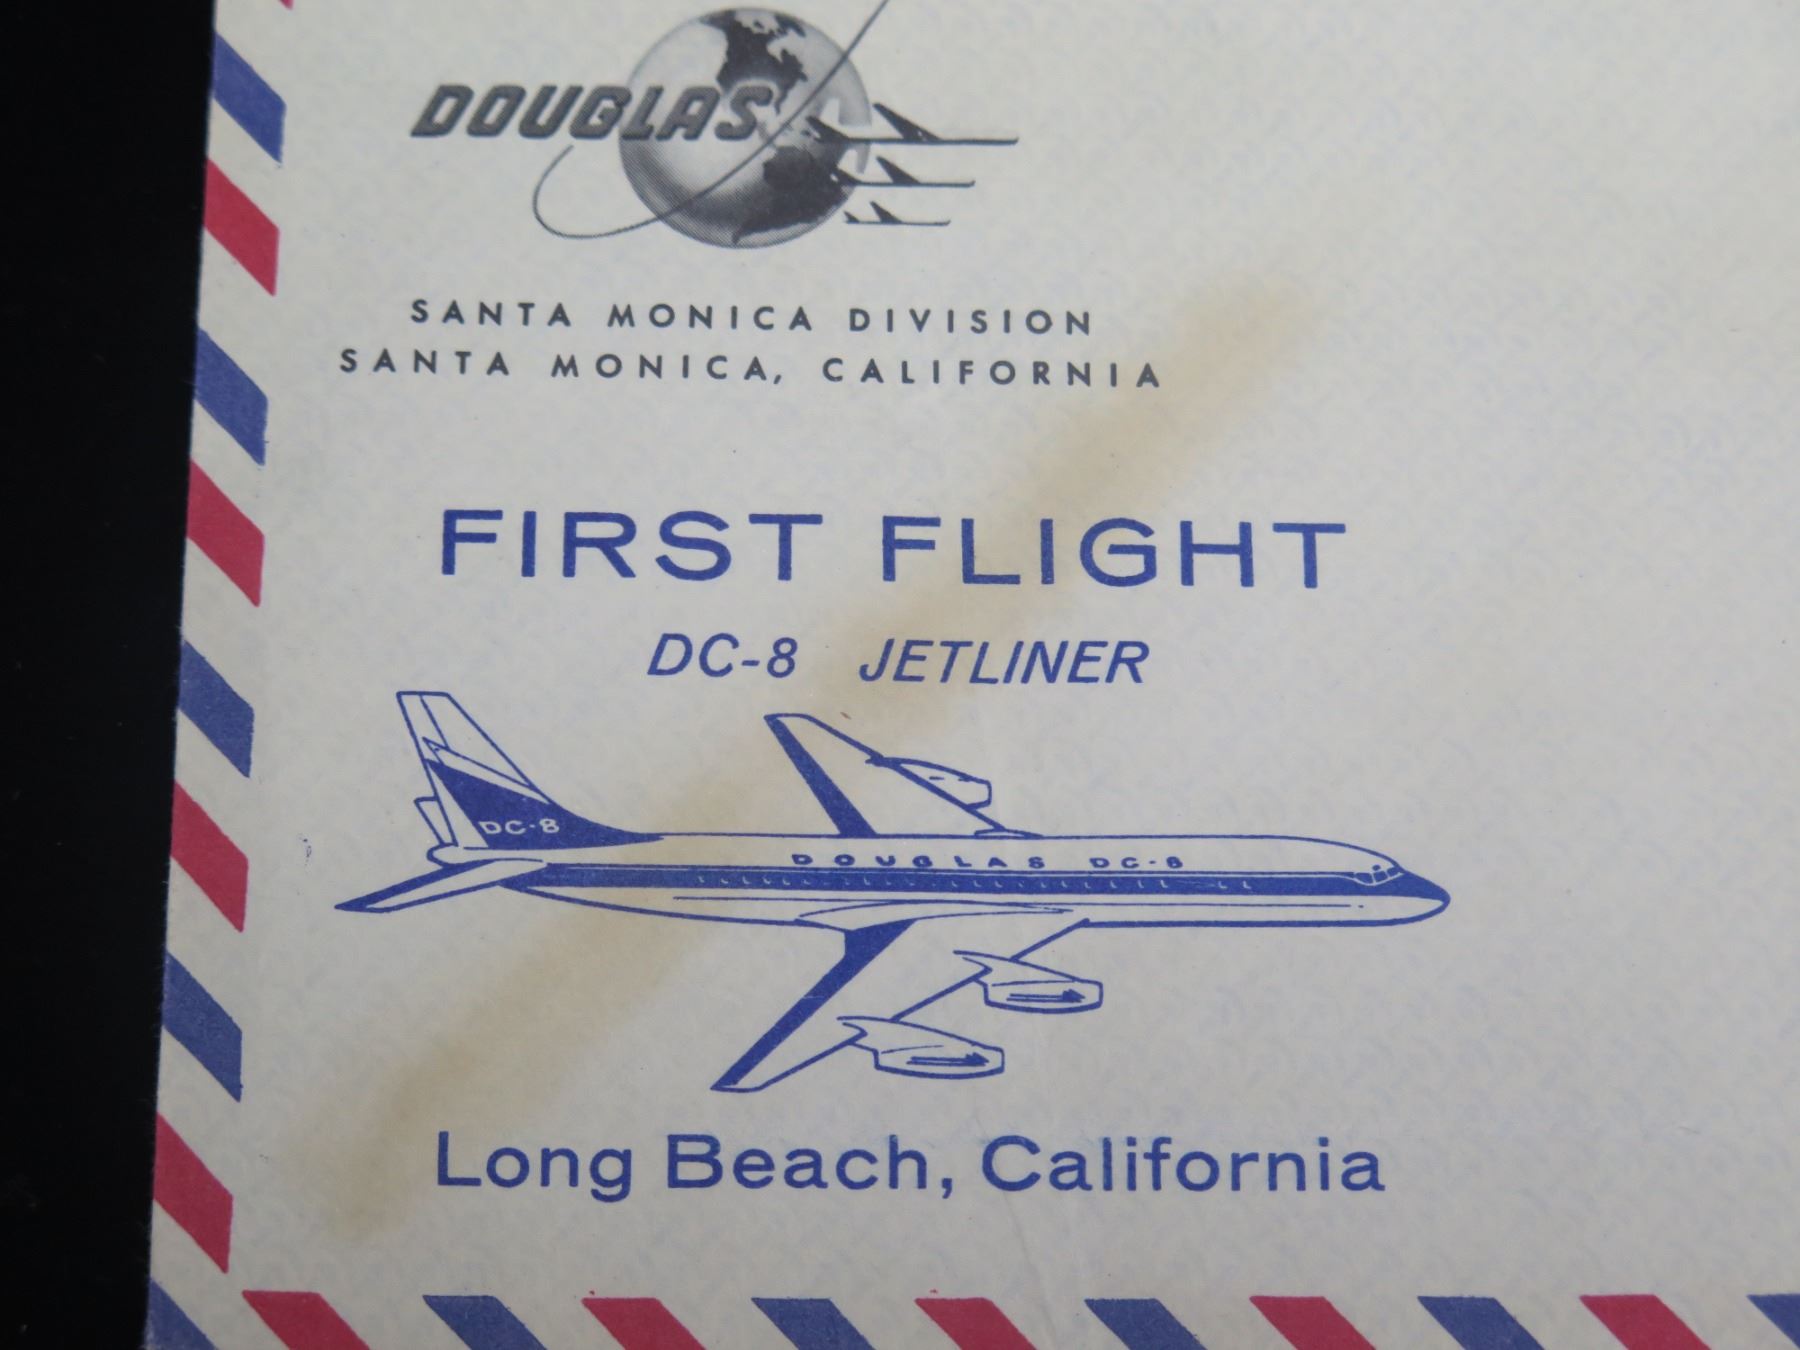 DOUGLAS
SANTA MONICA DIVISION
SANTA MONICA, CALIFORNIA
FIRST FLIGHT
DC-8 JETLINER
DC-8
DOUGLAS DC-8
Long Beach, California